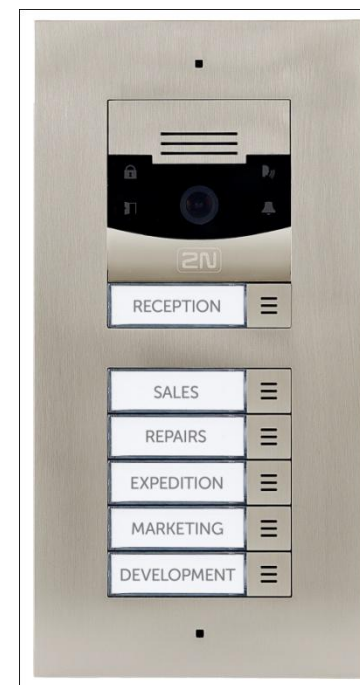 2N
RECEPTION
SALES
REPAIRS
EXPEDITION
MARKETING
DEVELOPMENT